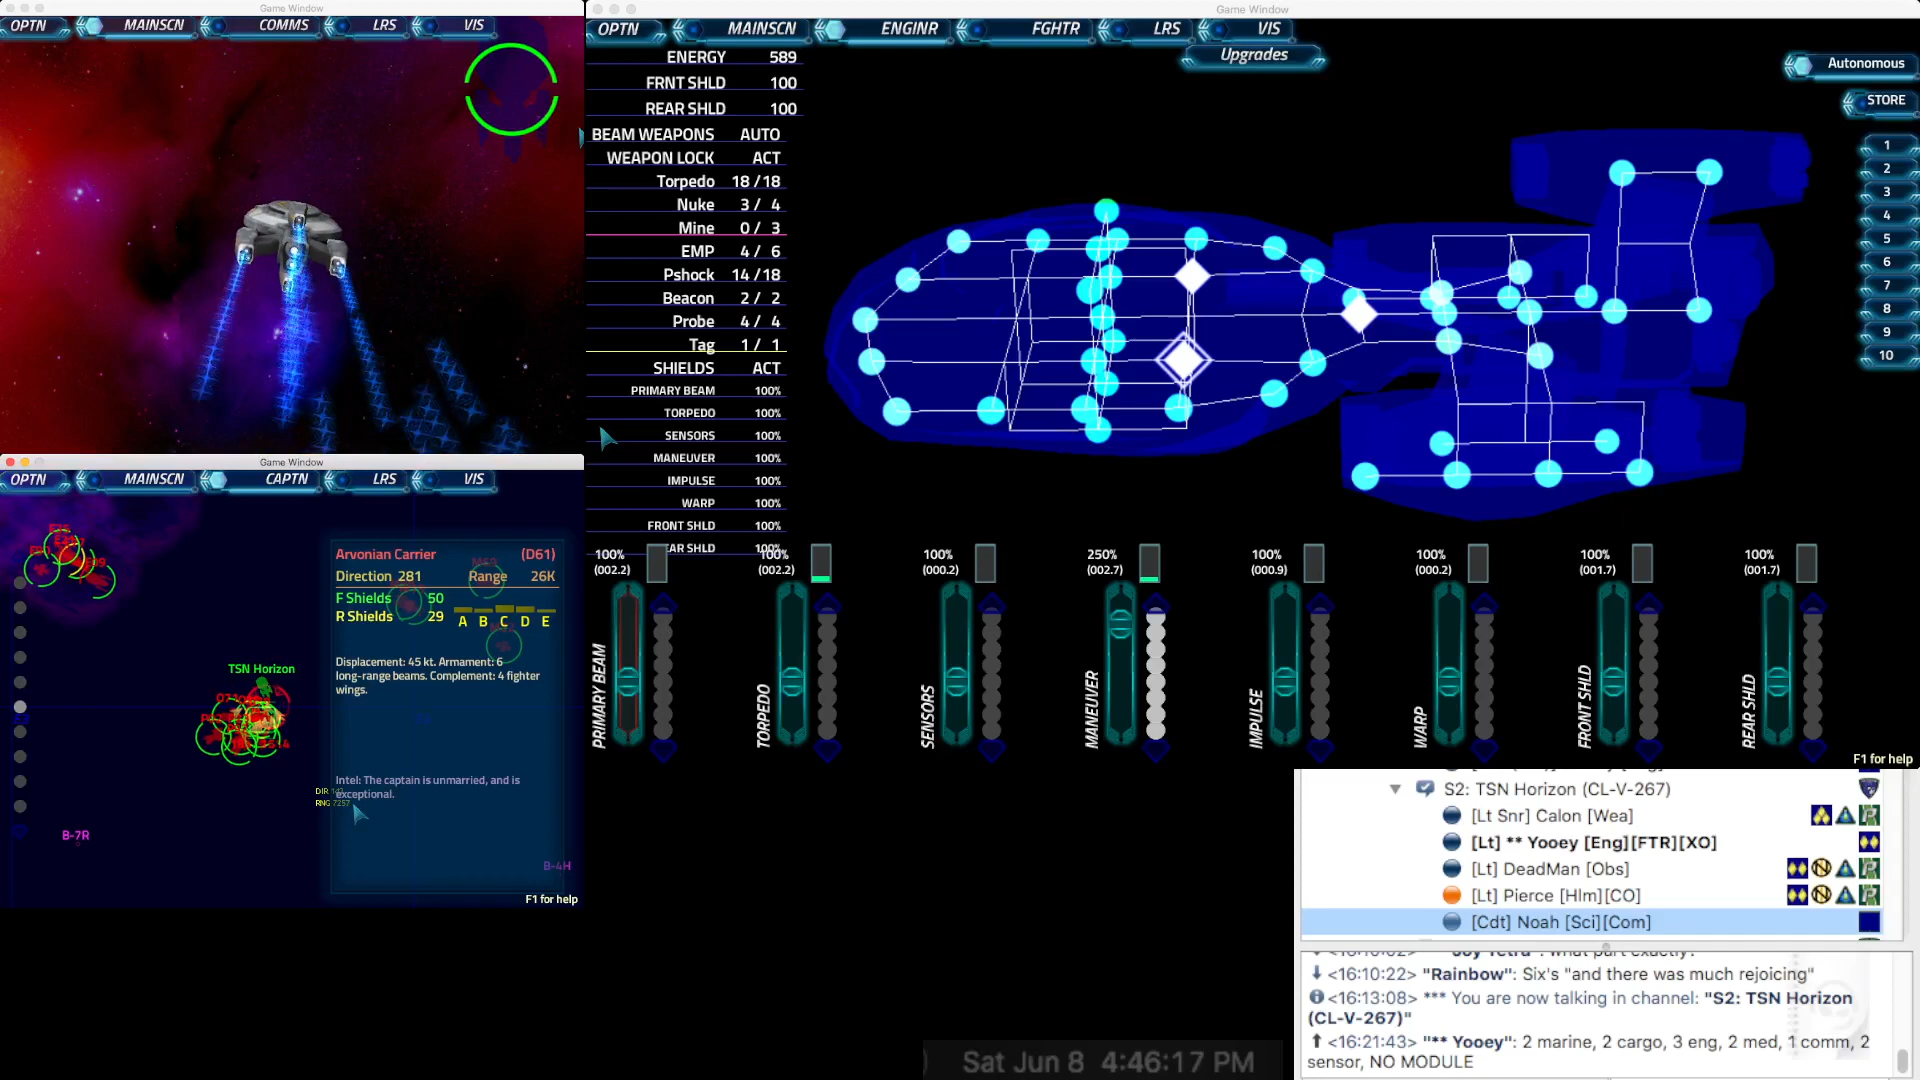 Game Window
OPTN
MAINSCN
COMMS
LRS
VIS
Game Window
OPTN
MAINSCN
ENGINR
FGHTR
LRS
VIS
Upgrades
Autonomous
STORE
1
2
3
4
5
6
7
8
9
10
ENERGY 589
FRNT SHLD 100
REAR SHLD 100
BEAM WEAPONS AUTO
WEAPON LOCK ACT
Torpedo 18 / 18
Nuke 3 / 4
Mine 0 / 3
EMP 4 / 6
Pshock 14 / 18
Beacon 2 / 2
Probe 4 / 4
Tag 1 / 1
SHIELDS ACT
PRIMARY BEAM 100%
TORPEDO 100%
SENSORS 100%
MANEUVER 100%
IMPULSE 100%
WARP 100%
FRONT SHLD 100%
EAR SHLD 100%
100%
(002.2)
PRIMARY BEAM
100%
(002.2)
TORPEDO
100%
(000.2)
SENSORS
250%
(002.7)
MANEUVER
100%
(000.9)
IMPULSE
100%
(000.2)
WARP
100%
(001.7)
FRONT SHLD
100%
(001.7)
REAR SHLD
F1 for help
Game Window
OPTN
MAINSCN
CAPTN
LRS
VIS
Arvonian Carrier (D61)
Direction 281 Range 26K
F Shields 50
R Shields 29
A B C D E
Displacement: 45 kt. Armament: 6
long-range beams. Complement: 4 fighter
wings.
Intel: The captain is unmarried, and is
exceptional.
TSN Horizon
RNG 7257
B-7R
B-4H
F1 for help
S2: TSN Horizon (CL-V-267)
[Lt Snr] Calon [Wea]
[Lt] ** Yooey [Eng][FTR][XO]
[Lt] DeadMan [Obs]
[Lt] Pierce [Hlm][CO]
[Cdt] Noah [Sci][Com]
<16:10:22> "Rainbow": Six's "and there was much rejoicing"
<16:13:08> *** You are now talking in channel: "S2: TSN Horizon
(CL-V-267)"
<16:21:43> "** Yooey": 2 marine, 2 cargo, 3 eng, 2 med, 1 comm, 2
sensor, NO MODULE
Sat Jun 8 4:46:17 PM